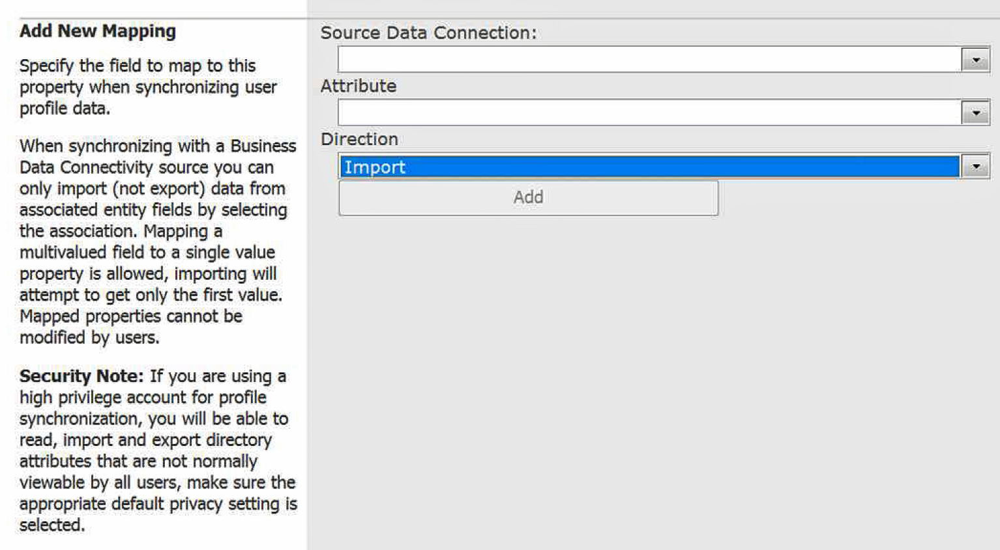 Add New Mapping
Specify the field to map to this
property when synchronizing user
profile data.
When synchronizing with a Business
Data Connectivity source you can
only import (not export) data from
associated entity fields by selecting
the association. Mapping a
multivalued field to a single value
property is allowed, importing will
attempt to get only the first value.
Mapped properties cannot be
modified by users.
Security Note: If you are using a
high privilege account for profile
synchronization, you will be able to
read, import and export directory
attributes that are not normally
viewable by all users, make sure the
appropriate default privacy setting is
selected.
Source Data Connection:
Attribute
Direction
Import
Add